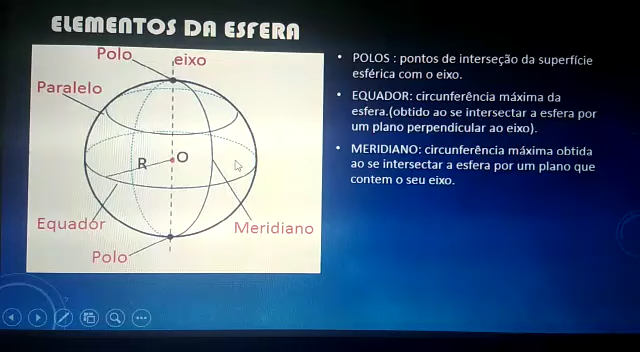 ELEMENTOS DA ESFERA
Polo
eixo
Paralelo
R
O
Equador
Meridiano
Polo
• POLOS : pontos de interseção da superfície
esférica com o eixo.
• EQUADOR: circunferência máxima da
esfera.(obtido ao se intersectar a esfera por
um plano perpendicular ao eixo).
• MERIDIANO: circunferência máxima obtida
ao se intersectar a esfera por um plano que
contem o seu eixo.
7